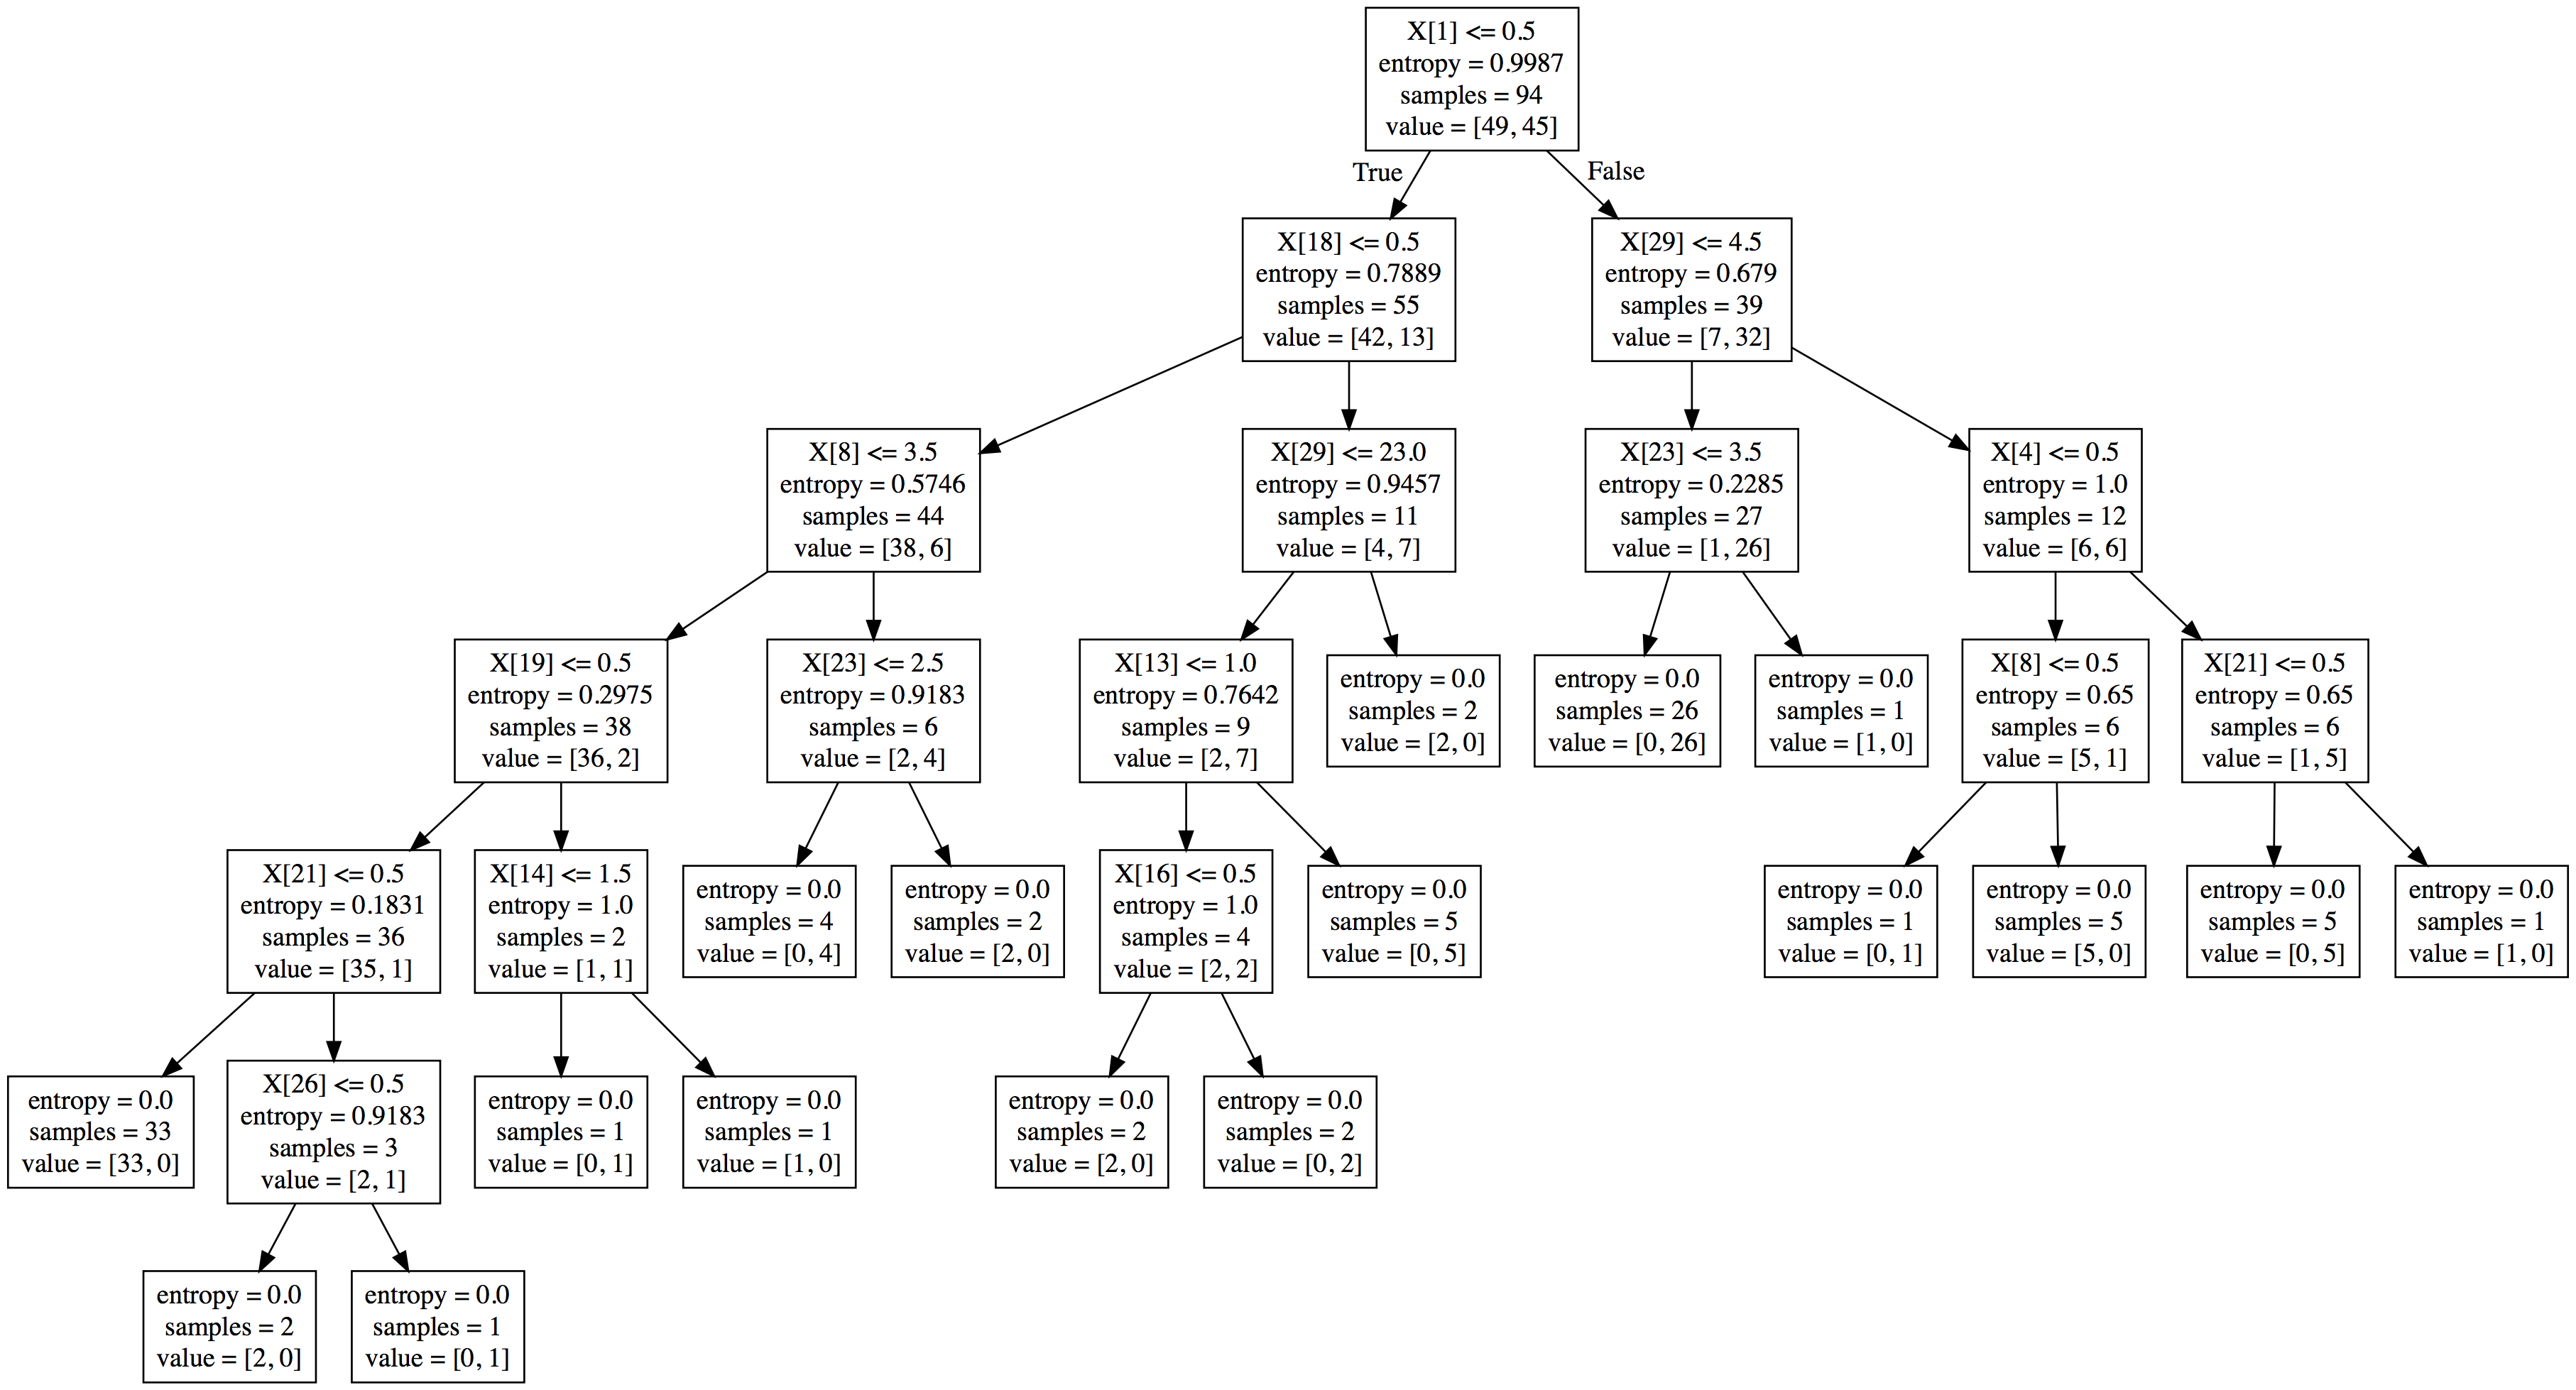 X[1] <= 0.5
entropy = 0.9987
samples = 94
value = [49, 45]
True
False
X[18] <= 0.5
entropy = 0.7889
samples = 55
value = [42, 13]
X[29] <= 4.5
entropy = 0.679
samples = 39
value = [7, 32]
X[8] <= 3.5
entropy = 0.5746
samples = 44
value = [38, 6]
X[29] <= 23.0
entropy = 0.9457
samples = 11
value = [4, 7]
X[23] <= 3.5
entropy = 0.2285
samples = 27
value = [1, 26]
X[4] <= 0.5
entropy = 1.0
samples = 12
value = [6, 6]
X[19] <= 0.5
entropy = 0.2975
samples = 38
value = [36, 2]
X[23] <= 2.5
entropy = 0.9183
samples = 6
value = [2, 4]
X[13] <= 1.0
entropy = 0.7642
samples = 9
value = [2, 7]
entropy = 0.0
samples = 2
value = [2, 0]
entropy = 0.0
samples = 26
value = [0, 26]
entropy = 0.0
samples = 1
value = [1, 0]
X[8] <= 0.5
entropy = 0.65
samples = 6
value = [5, 1]
X[21] <= 0.5
entropy = 0.65
samples = 6
value = [1, 5]
X[21] <= 0.5
entropy = 0.1831
samples = 36
value = [35, 1]
X[14] <= 1.5
entropy = 1.0
samples = 2
value = [1, 1]
entropy = 0.0
samples = 4
value = [0, 4]
entropy = 0.0
samples = 2
value = [2, 0]
X[16] <= 0.5
entropy = 1.0
samples = 4
value = [2, 2]
entropy = 0.0
samples = 5
value = [0, 5]
entropy = 0.0
samples = 1
value = [0, 1]
entropy = 0.0
samples = 5
value = [5, 0]
entropy = 0.0
samples = 5
value = [0, 5]
entropy = 0.0
samples = 1
value = [1, 0]
entropy = 0.0
samples = 33
value = [33, 0]
X[26] <= 0.5
entropy = 0.9183
samples = 3
value = [2, 1]
entropy = 0.0
samples = 1
value = [0, 1]
entropy = 0.0
samples = 1
value = [1, 0]
entropy = 0.0
samples = 2
value = [2, 0]
entropy = 0.0
samples = 2
value = [0, 2]
entropy = 0.0
samples = 2
value = [2, 0]
entropy = 0.0
samples = 1
value = [0, 1]